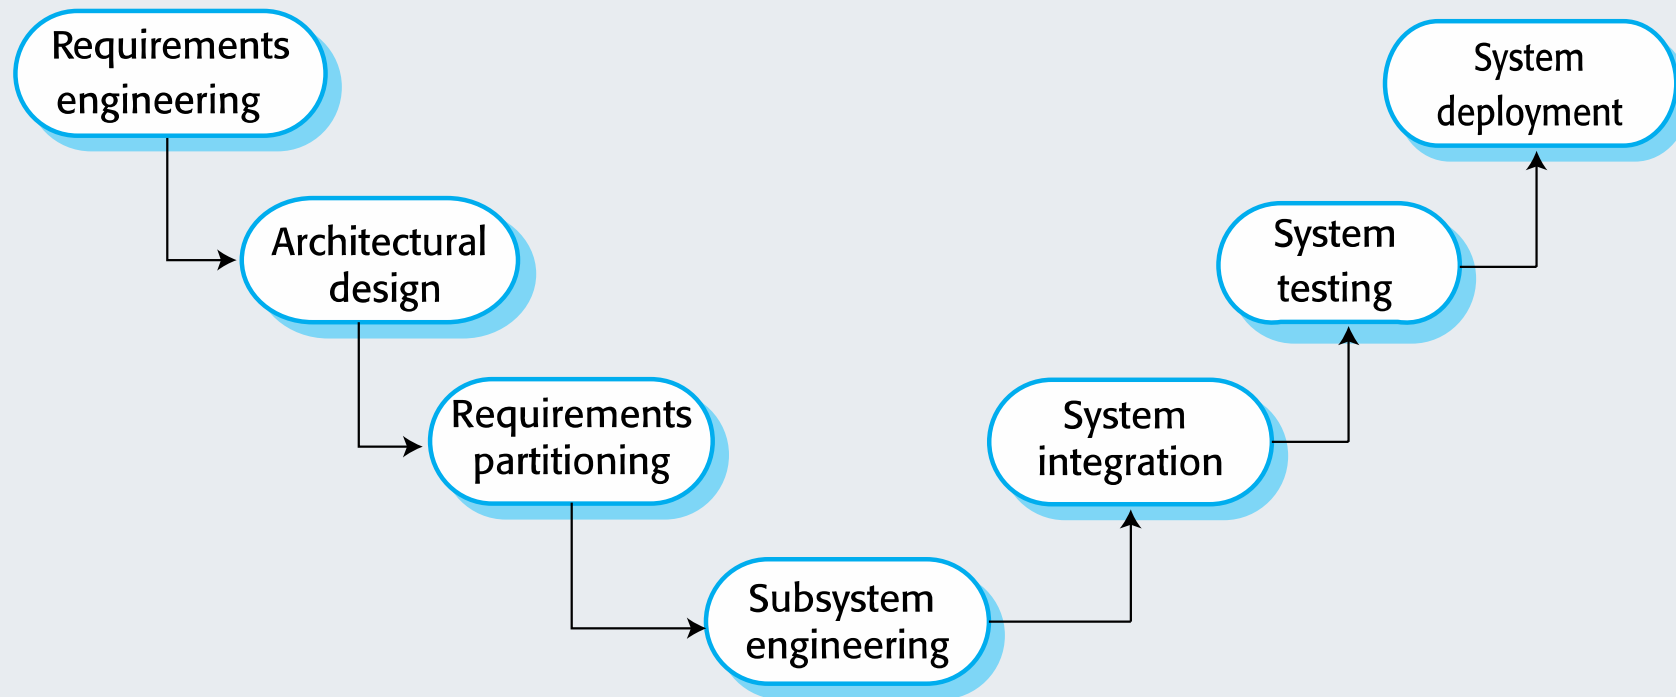 Requirements
engineering
Architectural
design
Requirements
partitioning
Subsystem
engineering
System
integration
System
testing
System
deployment